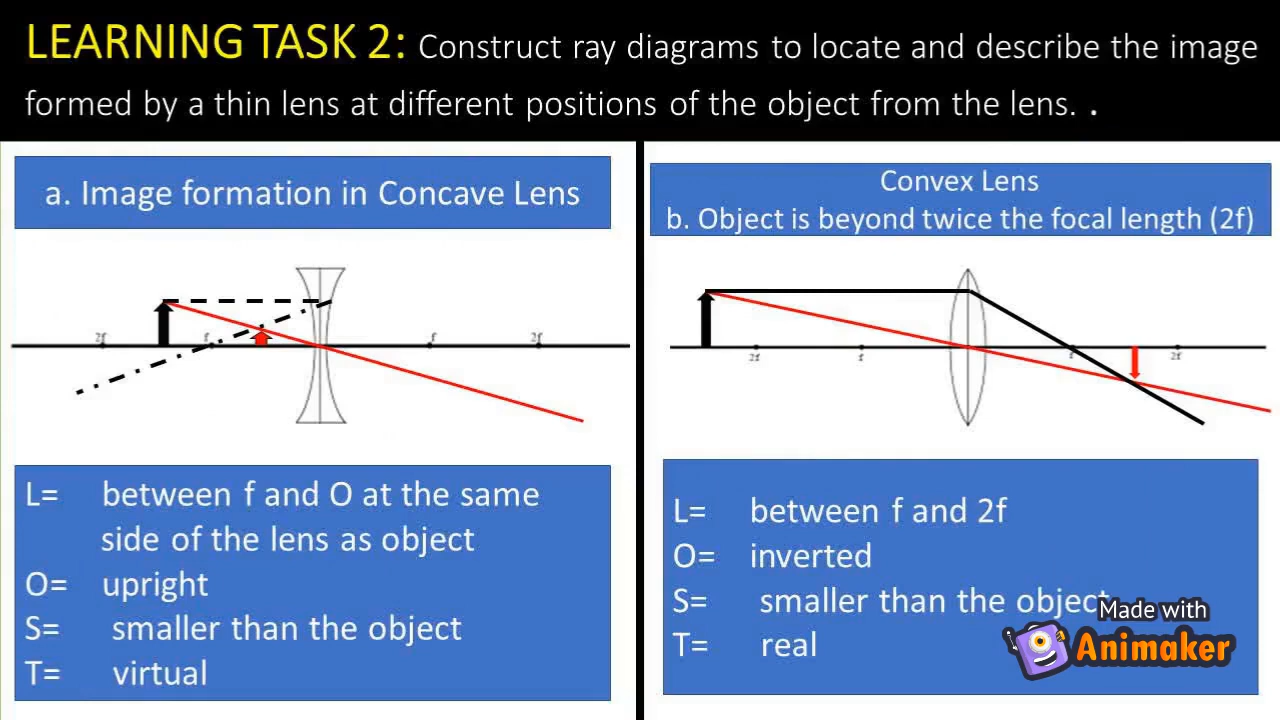 LEARNING TASK 2: Construct ray diagrams to locate and describe the image
formed by a thin lens at different positions of the object from the lens. .
a. Image formation in Concave Lens
2f
f
f
2f
L= between f and O at the same
side of the lens as object
O= upright
S= smaller than the object
T= virtual
Convex Lens
b. Object is beyond twice the focal length (2f)
2f
f
f
2f
L= between f and 2f
O= inverted
S= smaller than the object
T= real
Made with
Animaker